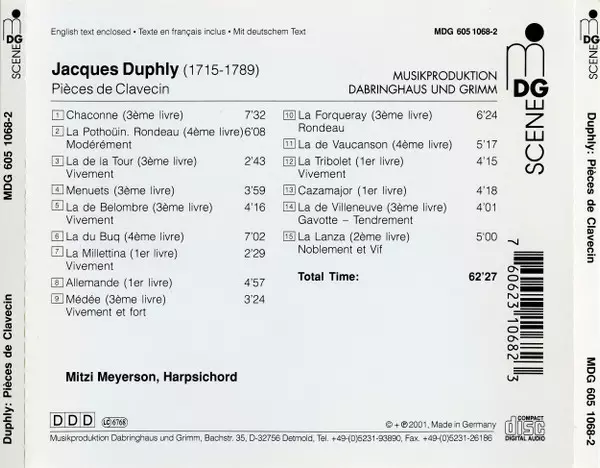 English text enclosed • Texte en français inclus • Mit deutschem Text
MDG 605 1068-2
Jacques Duphly (1715-1789)
Pièces de Clavecin
MUSIKPRODUKTION
DABRINGHAUS UND GRIMM
1 Chaconne (3ème livre) 7'32
2 La Pothoüin. Rondeau (4ème livre) 6'08
Modérément
3 La de la Tour (3ème livre) 2'43
Vivement
4 Menuets (3ème livre) 3'59
5 La de Belombre (3ème livre) 4'16
Vivement
6 La du Buq (4ème livre) 7'02
7 La Millettina (1er livre) 2'29
Vivement
8 Allemande (1er livre) 4'57
9 Médée (3ème livre) 3'24
Vivement et fort
10 La Forqueray (3ème livre) 6'24
Rondeau
11 La de Vaucanson (4ème livre) 5'17
12 La Tribolet (1er livre) 4'15
Vivement
13 Cazamajor (1er livre) 4'18
14 La de Villeneuve (3ème livre) 4'01
Gavotte – Tendrement
15 La Lanza (2ème livre) 5'00
Noblement et Vif
Total Time: 62'27
Mitzi Meyerson, Harpsichord
DDD
LC 6768
© + ℗ 2001, Made in Germany
COMPACT
disc
DIGITAL AUDIO
Musikproduktion Dabringhaus und Grimm, Bachstr. 35, D-32756 Detmold, Tel. +49-(0)5231-93890, Fax +49-(0)5231-26186
MDG
SCENE
7 60623 10682 3
MDG
SCENE
MDG 605 1068-2
Duphly: Pièces de Clavecin
SCENE
MDG
Duphly: Pièces de Clavecin
MDG 605 1068-2